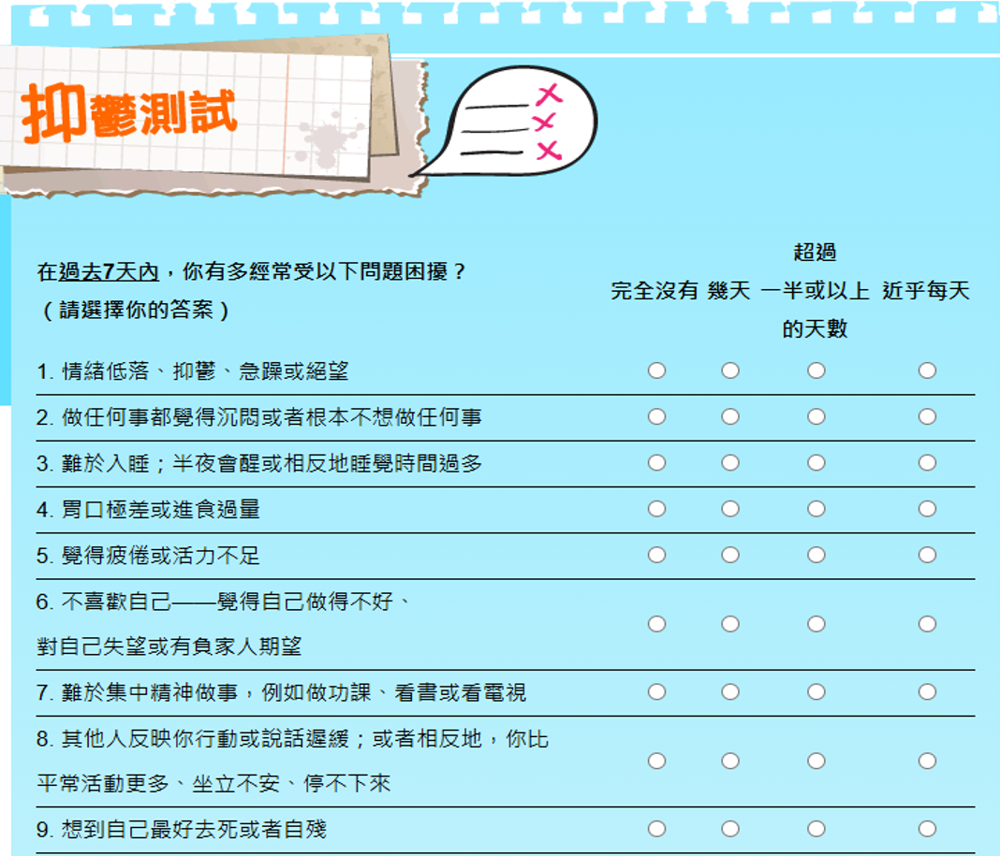 抑鬱測試
在過去7天內，你有多經常受以下問題困擾？
（請選擇你的答案）
完全沒有 幾天 超過一半或以上的天數 近乎每天
1. 情緒低落、抑鬱、急躁或絕望
2. 做任何事都覺得沉悶或者根本不想做任何事
3. 難於入睡；半夜會醒或相反地睡覺時間過多
4. 胃口極差或進食過量
5. 覺得疲倦或活力不足
6. 不喜歡自己——覺得自己做得不好、
對自己失望或有負家人期望
7. 難於集中精神做事，例如做功課、看書或看電視
8. 其他人反映你行動或說話遲緩；或者相反地，你比
平常活動更多、坐立不安、停不下來
9. 想到自己最好去死或者自殘